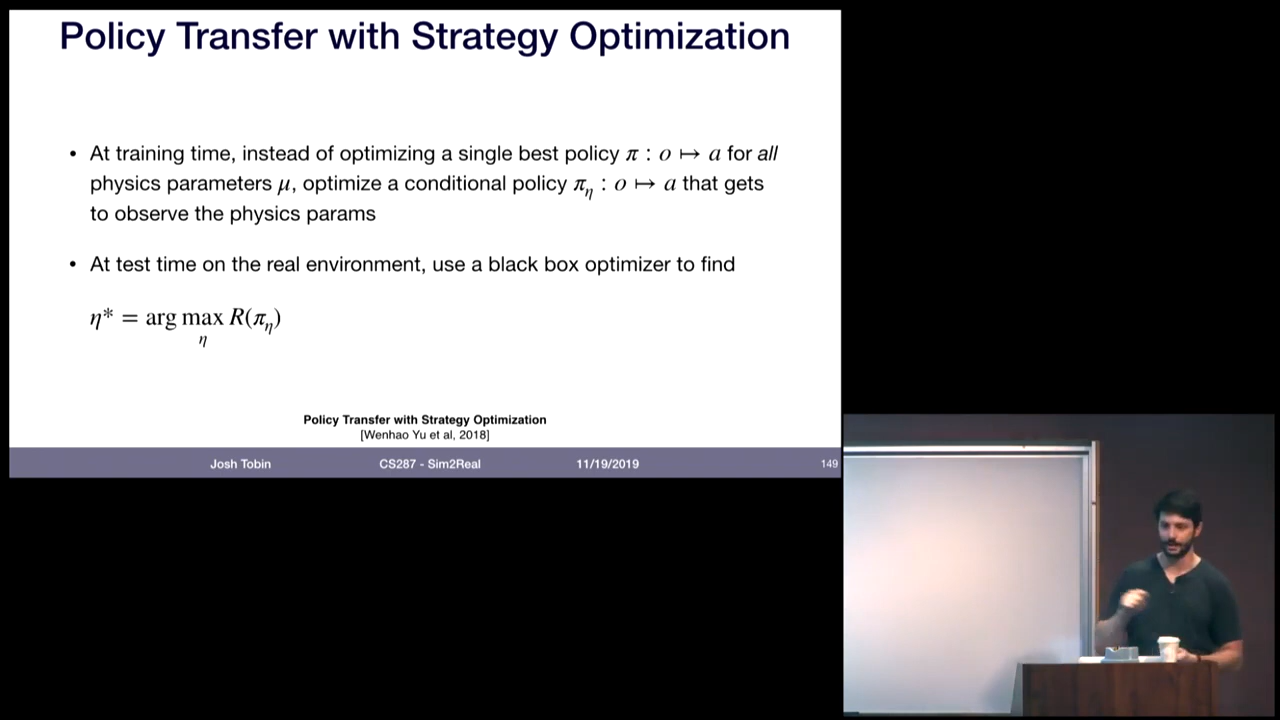 Policy Transfer with Strategy Optimization
• At training time, instead of optimizing a single best policy π : o ↦ a for all
physics parameters μ, optimize a conditional policy π_η : o ↦ a that gets
to observe the physics params
• At test time on the real environment, use a black box optimizer to find
η* = arg max R(π_η)
η
Policy Transfer with Strategy Optimization
[Wenhao Yu et al, 2018]
Josh Tobin CS287 - Sim2Real 11/19/2019 149